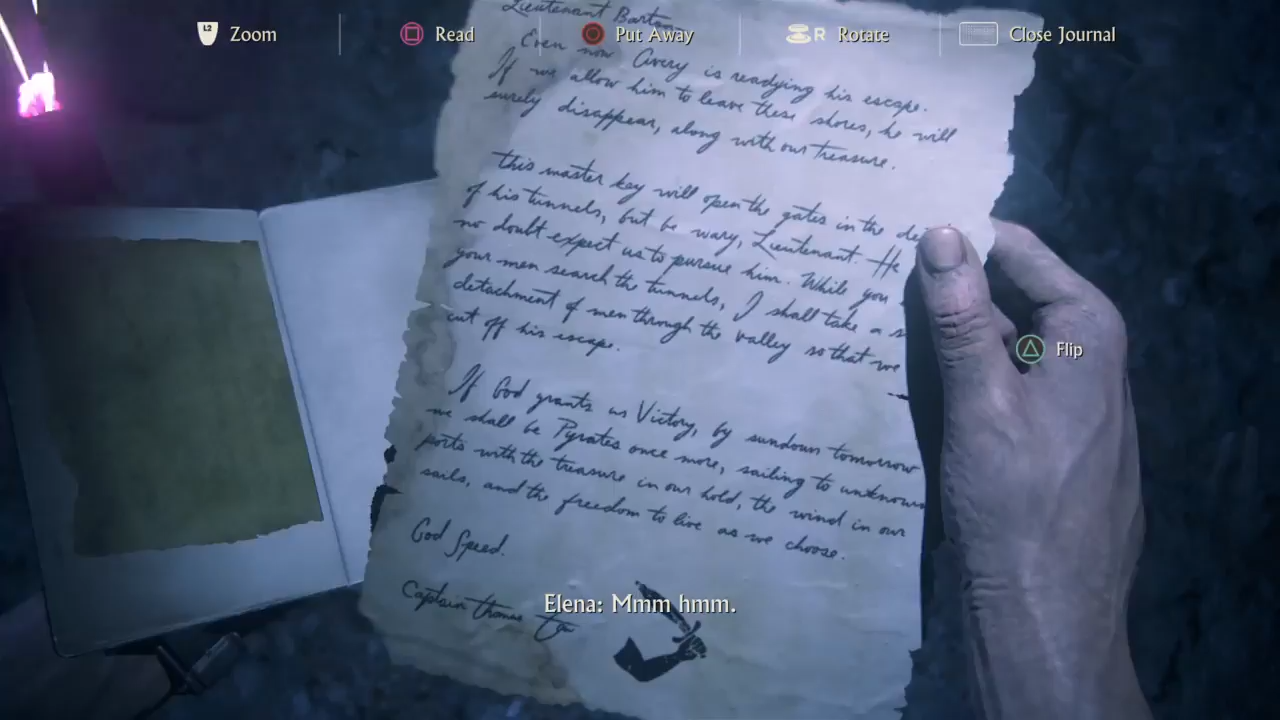 L2 Zoom
Read
Put Away
R Rotate
Close Journal
Lieutenant Barton
Even now Avery is readying his escape.
If we allow him to leave these shores, he will
surely disappear, along with our treasure.
This master key will open the gates in the de
of his tunnels, but be wary, Lieutenant. He
no doubt expect us to pursue him. While you
your men search the tunnels, I shall take a s
detachment of men through the valley so that we
cut off his escape.
Flip
If God grants us Victory, by sundown tomorrow
we shall be Pyrates once more, sailing to unknown
ports with the treasure in our hold, the wind in our
sails, and the freedom to live as we choose.
God Speed.
Captain Thomas
Elena: Mmm hmm.